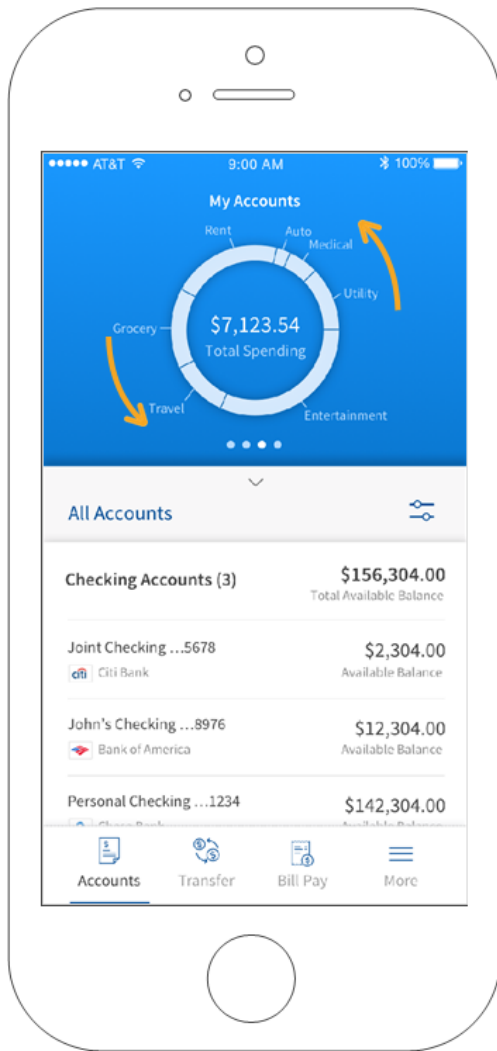 AT&T 9:00 AM 100%
My Accounts
Rent
Auto
Medical
Utility
Grocery
$7,123.54
Total Spending
Travel
Entertainment
All Accounts
Checking Accounts (3) $156,304.00
Total Available Balance
Joint Checking ...5678 $2,304.00
citi Citi Bank Available Balance
John's Checking ...8976 $12,304.00
Bank of America Available Balance
Personal Checking ...1234 $142,304.00
Accounts Transfer Bill Pay More